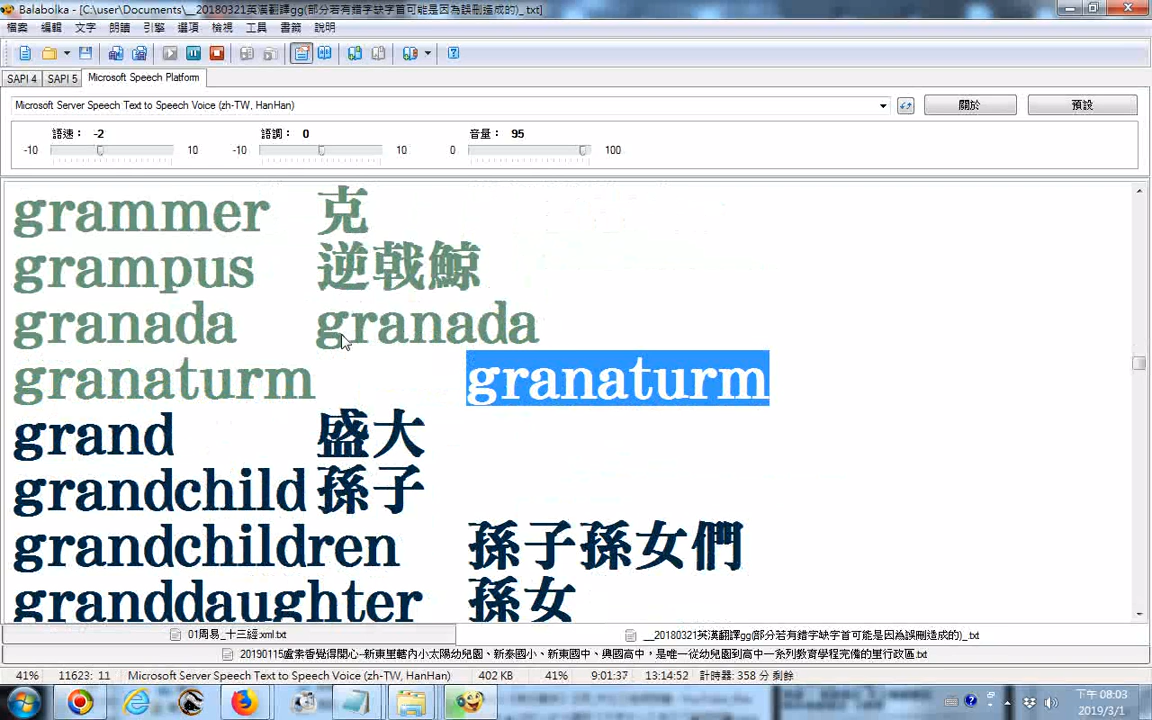 Balabolka - [C:\user\Documents\__20180321英漢翻譯gg(部分若有錯字缺字首可能是因為誤刪造成的)_.txt]
檔案 編輯 文字 朗讀 引擎 選項 檢視 工具 書籤 說明
SAPI 4 SAPI 5 Microsoft Speech Platform
Microsoft Server Speech Text to Speech Voice (zh-TW, HanHan) 關於 預設
語速： -2 語調： 0 音量： 95
-10 10 -10 10 0 100
grammer 克
grampus 逆戟鯨
granada granada
granaturm granaturm
grand 盛大
grandchild 孫子
grandchildren 孫子孫女們
granddaughter 孫女
01周易_十三經.xml.txt __20180321英漢翻譯gg(部分若有錯字缺字首可能是因為誤刪造成的)_.txt
20190115盧素香覺得開心-新東里轄內小太陽幼兒園、新泰國小、新東國中、興國高中，是唯一從幼兒園到高中一系列教育學程完備的里行政區.txt
41% 11623: 11 Microsoft Server Speech Text to Speech Voice (zh-TW, HanHan) 402 KB 41% 9:01:37 13:14:52 計時器: 358 分 剩餘
下午 08:03
2019/3/1